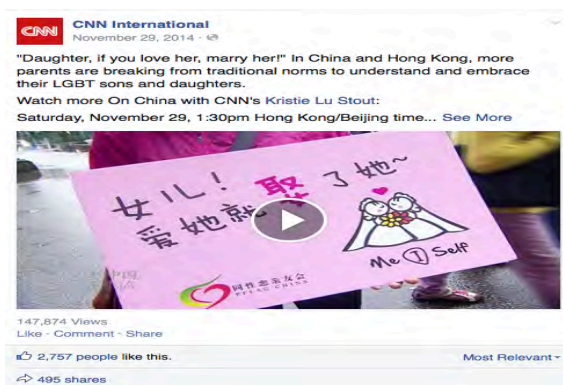 CNN
CNN International
November 29, 2014 ·
"Daughter, if you love her, marry her!" In China and Hong Kong, more
parents are breaking from traditional norms to understand and embrace
their LGBT sons and daughters.
Watch more On China with CNN's Kristie Lu Stout:
Saturday, November 29, 1:30pm Hong Kong/Beijing time... See More
女儿!
爱她就娶了她~
Me ① Self
同性恋亲友会
PFLAG CHINA
147,874 Views
Like · Comment · Share
2,757 people like this.
Most Relevant
495 shares